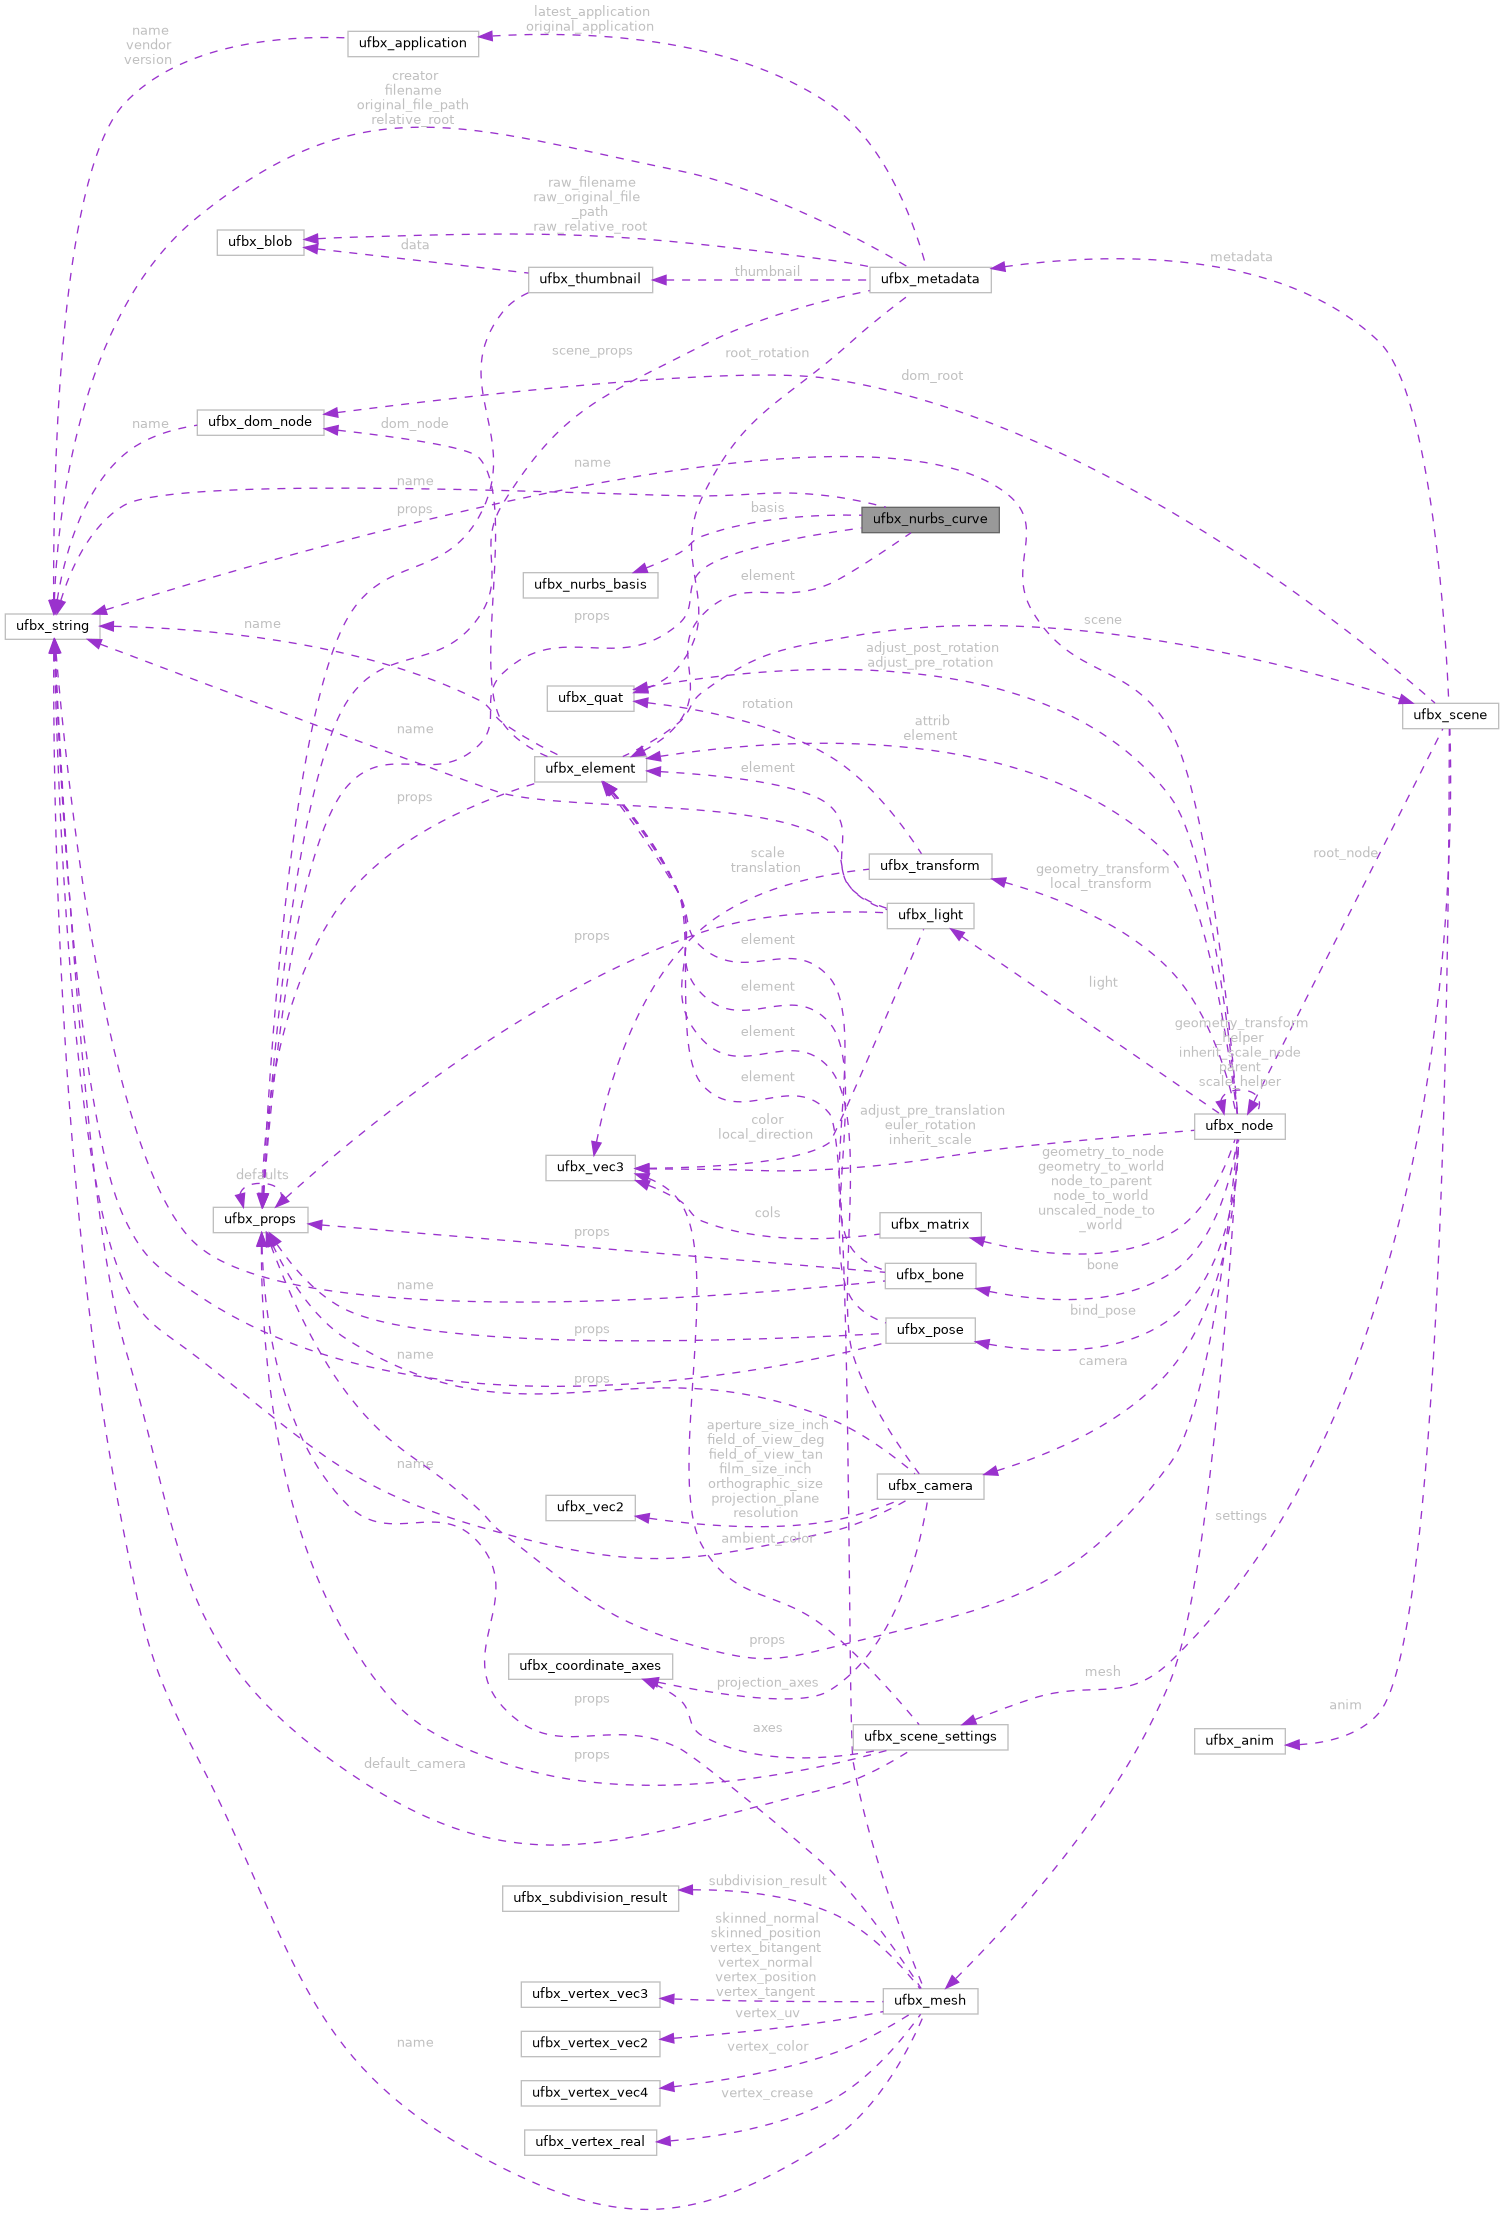 latest_application
original_application
name
vendor
version
ufbx_application
creator
filename
original_file_path
relative_root
raw_filename
raw_original_file
_path
raw_relative_root
ufbx_blob
data
metadata
thumbnail
ufbx_thumbnail
ufbx_metadata
scene_props
root_rotation
dom_root
ufbx_dom_node
name
dom_node
name
name
props
basis
ufbx_nurbs_curve
element
ufbx_nurbs_basis
props
name
ufbx_string
scene
adjust_post_rotation
adjust_pre_rotation
ufbx_quat
rotation
ufbx_scene
attrib
element
name
ufbx_element
element
props
scale
translation
ufbx_transform
root_node
geometry_transform
local_transform
ufbx_light
props
element
light
element
geometry_transform
_helper
inherit_scale_node
parent
scale_helper
element
element
color
local_direction
adjust_pre_translation
euler_rotation
inherit_scale
ufbx_node
ufbx_vec3
geometry_to_node
geometry_to_world
node_to_parent
node_to_world
unscaled_node_to
_world
defaults
ufbx_props
cols
ufbx_matrix
props
ufbx_bone
bone
name
bind_pose
props
ufbx_pose
name
camera
props
aperture_size_inch
field_of_view_deg
field_of_view_tan
film_size_inch
orthographic_size
projection_plane
resolution
name
ufbx_camera
ufbx_vec2
settings
ambient_color
props
ufbx_coordinate_axes
projection_axes
mesh
props
anim
axes
ufbx_scene_settings
ufbx_anim
default_camera
props
subdivision_result
ufbx_subdivision_result
skinned_normal
skinned_position
vertex_bitangent
vertex_normal
vertex_position
vertex_tangent
ufbx_vertex_vec3
ufbx_mesh
vertex_uv
name
ufbx_vertex_vec2
vertex_color
ufbx_vertex_vec4
vertex_crease
ufbx_vertex_real